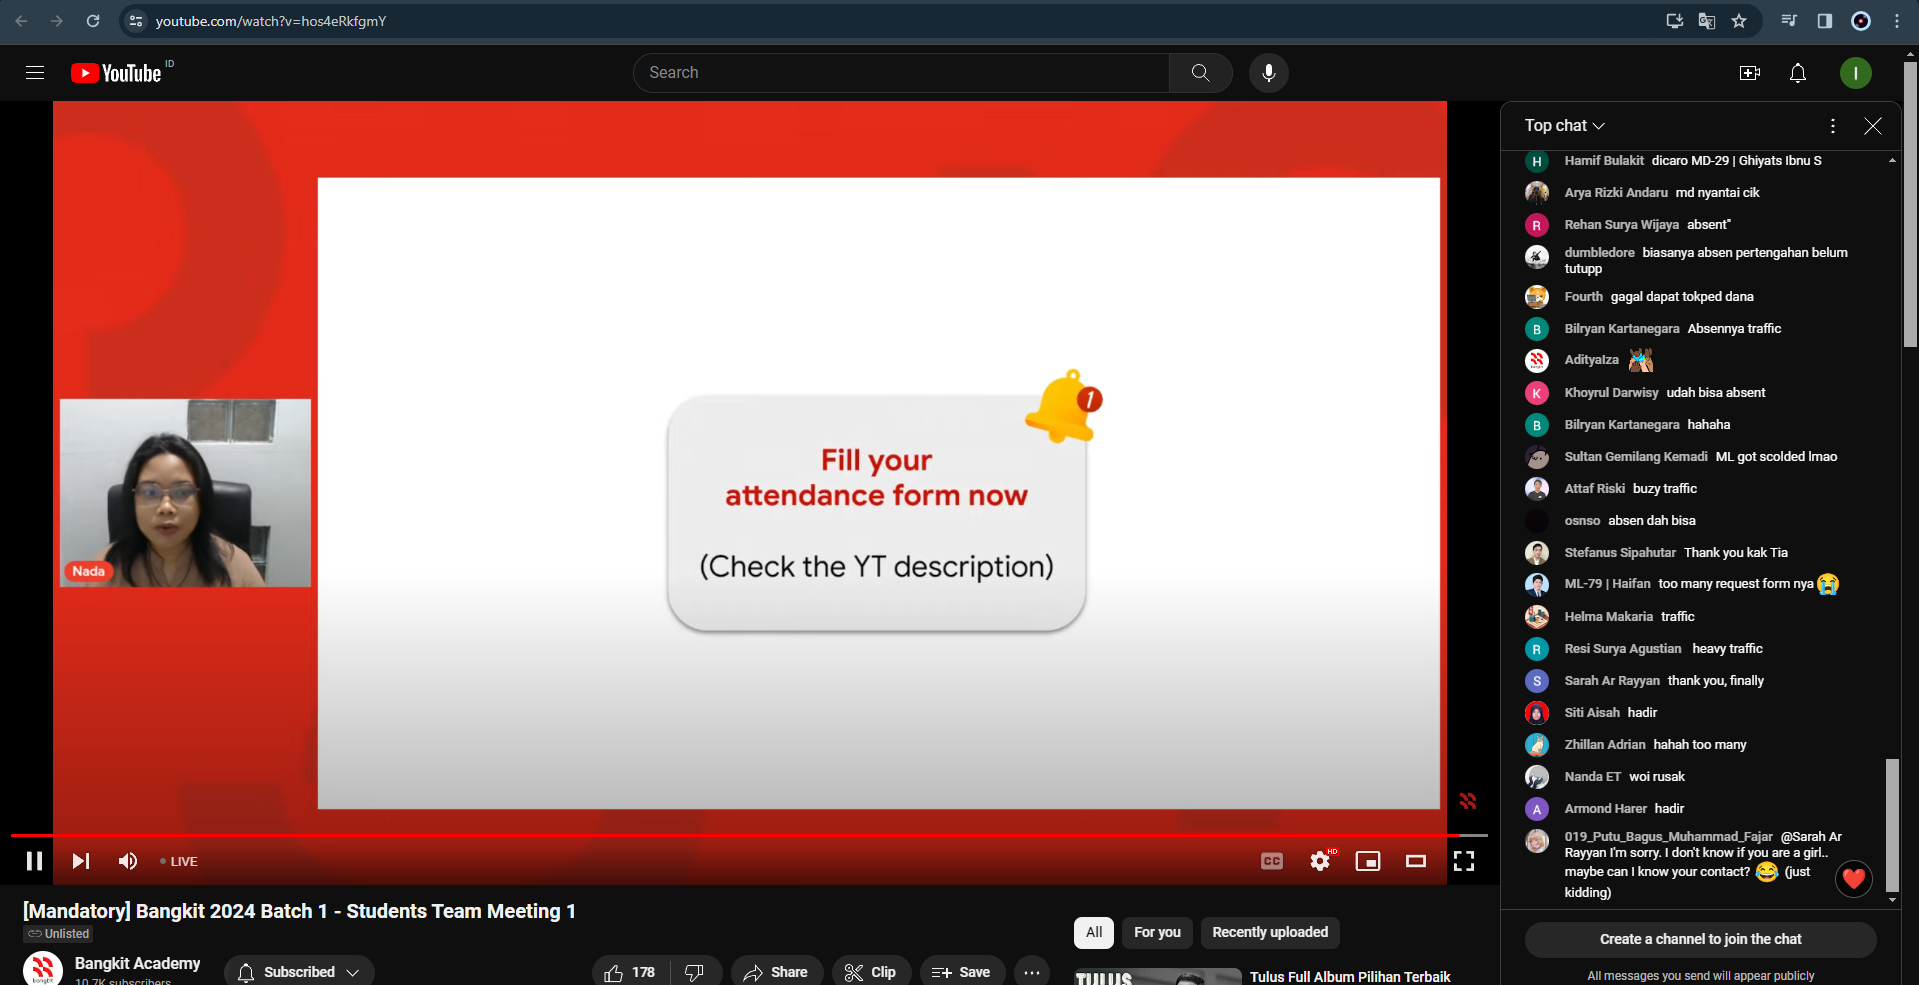 youtube.com/watch?v=hos4eRkfgmY
YouTube ID
Search
I
Fill your
attendance form now
(Check the YT description)
1
Nada
LIVE
CC
HD
[Mandatory] Bangkit 2024 Batch 1 - Students Team Meeting 1
Unlisted
Bangkit Academy
10.7K subscribers
Subscribed
178
Share
Clip
Save
All
For you
Recently uploaded
TULUS
Tulus Full Album Pilihan Terbaik
Top chat
H Hamif Bulakit dicaro MD-29 | Ghiyats Ibnu S
Arya Rizki Andaru md nyantai cik
R Rehan Surya Wijaya absent"
dumbledore biasanya absen pertengahan belum
tutupp
Fourth gagal dapat tokped dana
B Bilryan Kartanegara Absennya traffic
AdityaIza
K Khoyrul Darwisy udah bisa absent
B Bilryan Kartanegara hahaha
Sultan Gemilang Kemadi ML got scolded lmao
Attaf Riski buzy traffic
osnso absen dah bisa
Stefanus Sipahutar Thank you kak Tia
ML-79 | Haifan too many request form nya 😭
Helma Makaria traffic
R Resi Surya Agustian heavy traffic
S Sarah Ar Rayyan thank you, finally
Siti Aisah hadir
Zhillan Adrian hahah too many
Nanda ET woi rusak
A Armond Harer hadir
019_Putu_Bagus_Muhammad_Fajar @Sarah Ar
Rayyan I'm sorry. I don't know if you are a girl..
maybe can I know your contact? 😂 (just
kidding)
Create a channel to join the chat
All messages you send will appear publicly